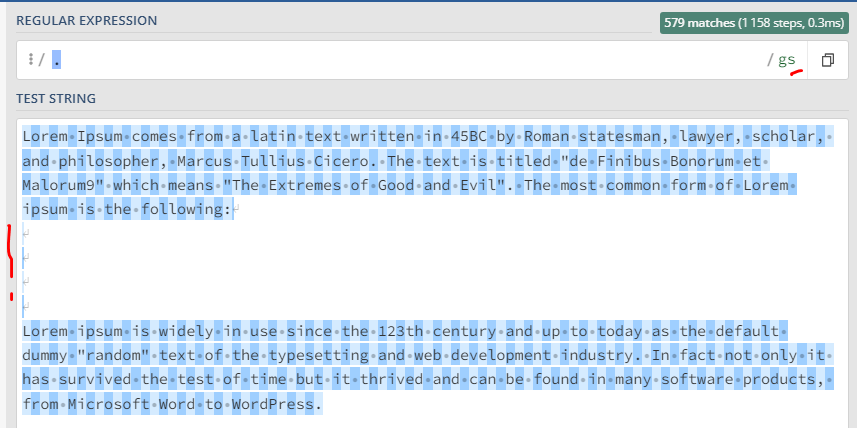 REGULAR EXPRESSION
579 matches (1 158 steps, 0.3ms)
/ .
/ gs
TEST STRING
Lorem Ipsum comes from a latin text written in 45BC by Roman statesman, lawyer, scholar,
and philosopher, Marcus Tullius Cicero. The text is titled "de Finibus Bonorum et
Malorum9" which means "The Extremes of Good and Evil". The most common form of Lorem
ipsum is the following:
Lorem ipsum is widely in use since the 123th century and up to today as the default
dummy "random" text of the typesetting and web development industry. In fact not only it
has survived the test of time but it thrived and can be found in many software products,
from Microsoft Word to WordPress.